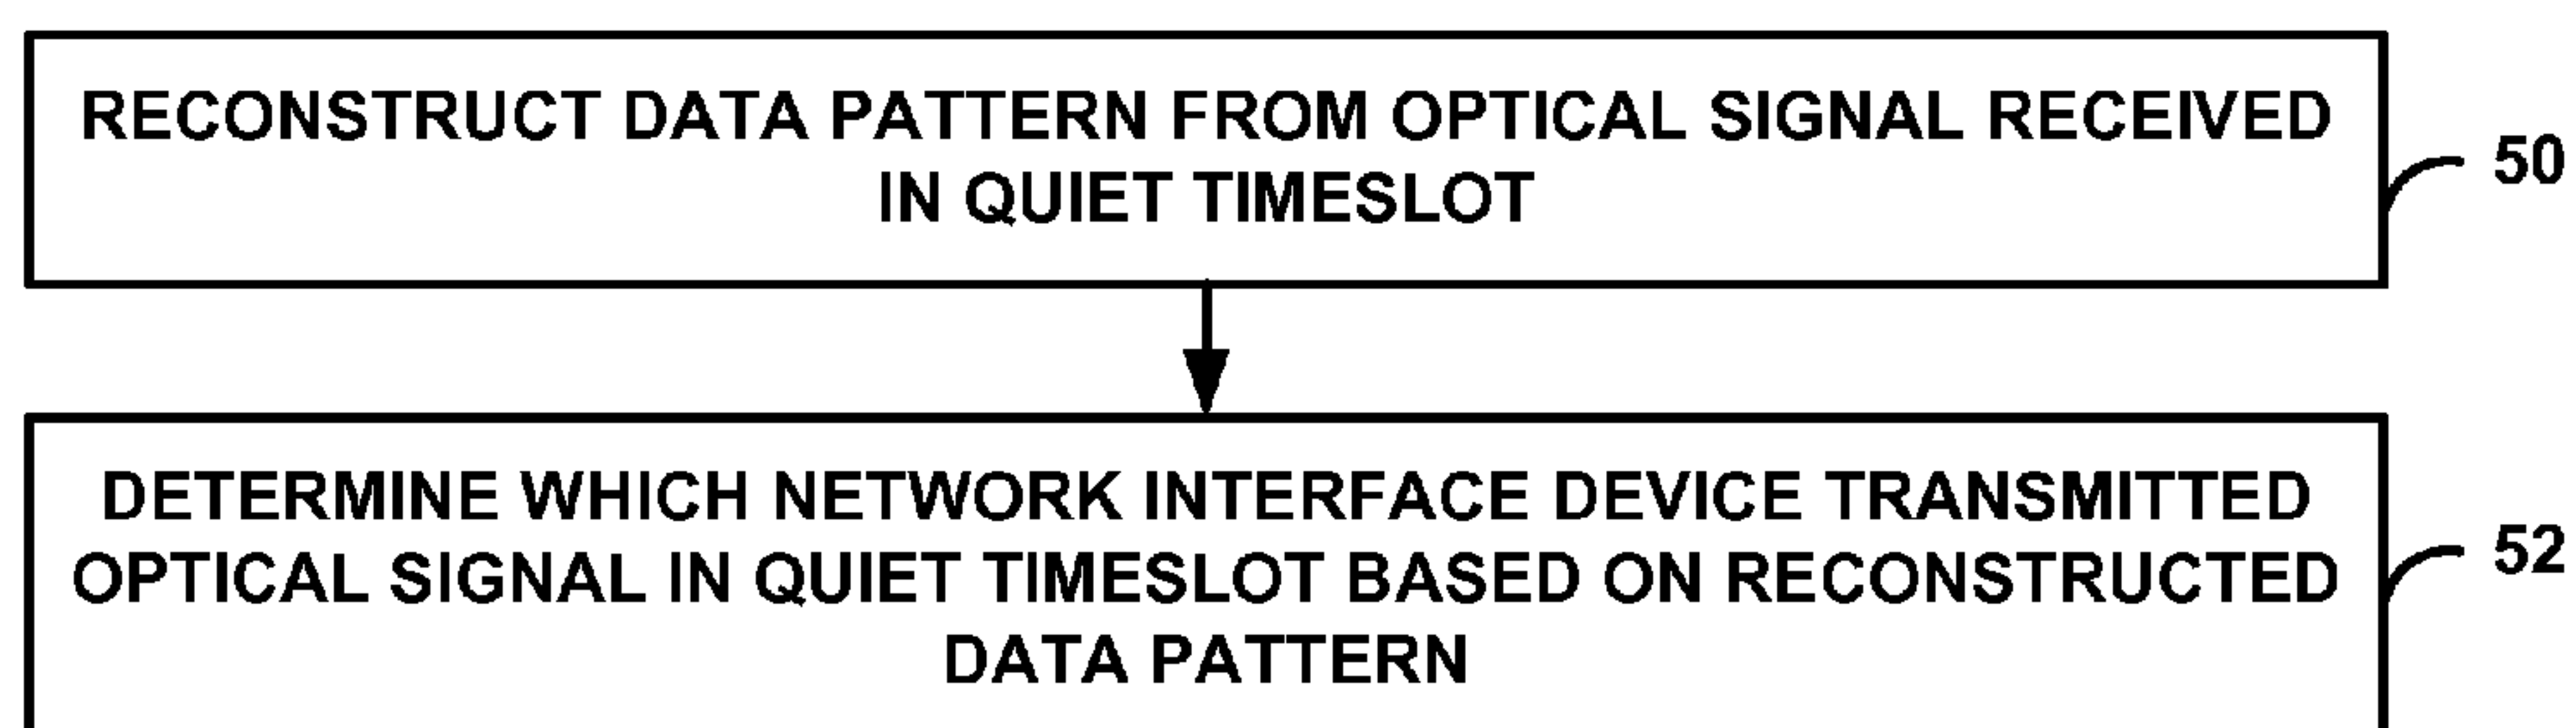 RECONSTRUCT DATA PATTERN FROM OPTICAL SIGNAL RECEIVED
IN QUIET TIMESLOT
50
DETERMINE WHICH NETWORK INTERFACE DEVICE TRANSMITTED
OPTICAL SIGNAL IN QUIET TIMESLOT BASED ON RECONSTRUCTED
DATA PATTERN
52